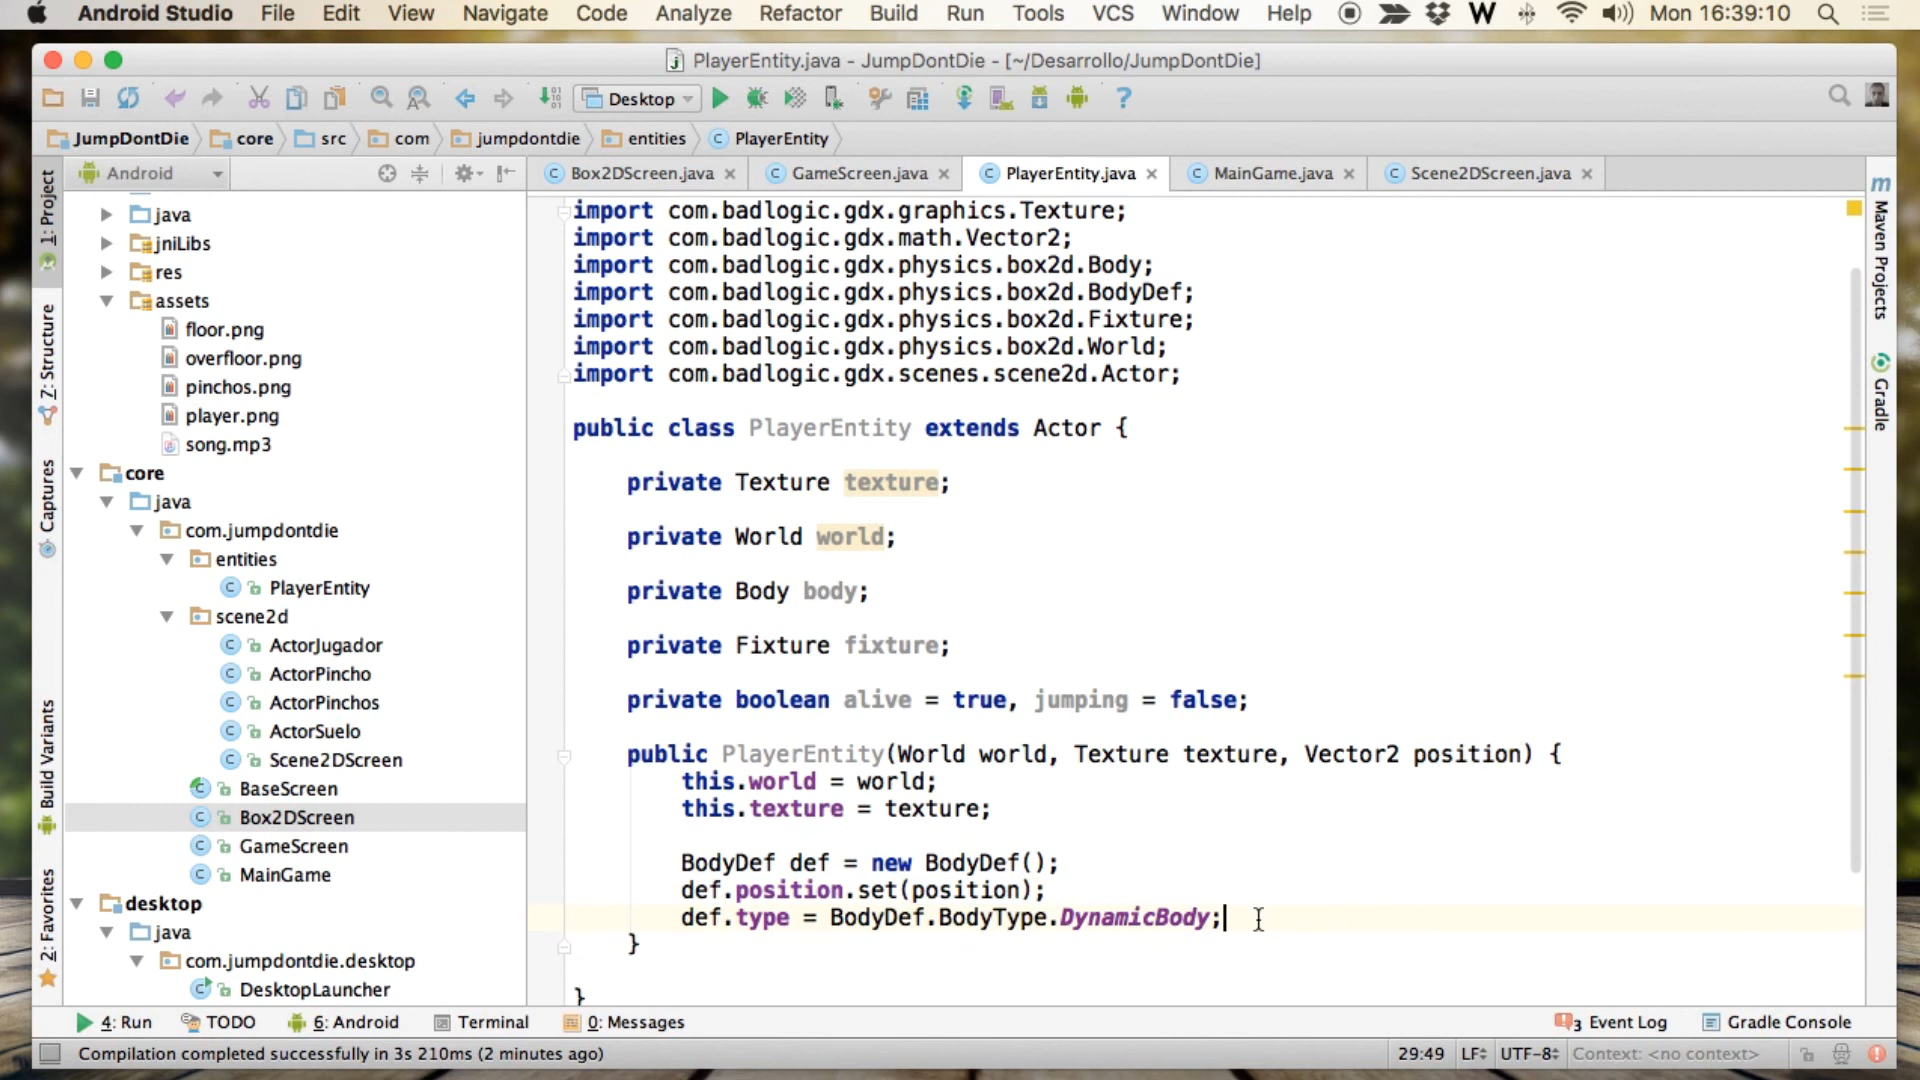 Android Studio File Edit View Navigate Code Analyze Refactor Build Run Tools VCS Window Help W Mon 16:39:10
PlayerEntity.java - JumpDontDie - [~/Desarrollo/JumpDontDie]
Desktop
JumpDontDie core src com jumpdontdie entities PlayerEntity
Android
Box2DScreen.java GameScreen.java PlayerEntity.java MainGame.java Scene2DScreen.java
1: Project
7: Structure
Captures
Build Variants
2: Favorites
java
jniLibs
res
assets
floor.png
overfloor.png
pinchos.png
player.png
song.mp3
core
java
com.jumpdontdie
entities
PlayerEntity
scene2d
ActorJugador
ActorPincho
ActorPinchos
ActorSuelo
Scene2DScreen
BaseScreen
Box2DScreen
GameScreen
MainGame
desktop
java
com.jumpdontdie.desktop
DesktopLauncher
import com.badlogic.gdx.graphics.Texture;
import com.badlogic.gdx.math.Vector2;
import com.badlogic.gdx.physics.box2d.Body;
import com.badlogic.gdx.physics.box2d.BodyDef;
import com.badlogic.gdx.physics.box2d.Fixture;
import com.badlogic.gdx.physics.box2d.World;
import com.badlogic.gdx.scenes.scene2d.Actor;
public class PlayerEntity extends Actor {
private Texture texture;
private World world;
private Body body;
private Fixture fixture;
private boolean alive = true, jumping = false;
public PlayerEntity(World world, Texture texture, Vector2 position) {
this.world = world;
this.texture = texture;
BodyDef def = new BodyDef();
def.position.set(position);
def.type = BodyDef.BodyType.DynamicBody;
}
}
Maven Projects
Gradle
4: Run TODO 6: Android Terminal 0: Messages 3 Event Log Gradle Console
Compilation completed successfully in 3s 210ms (2 minutes ago) 29:49 LF UTF-8 Context: <no context>